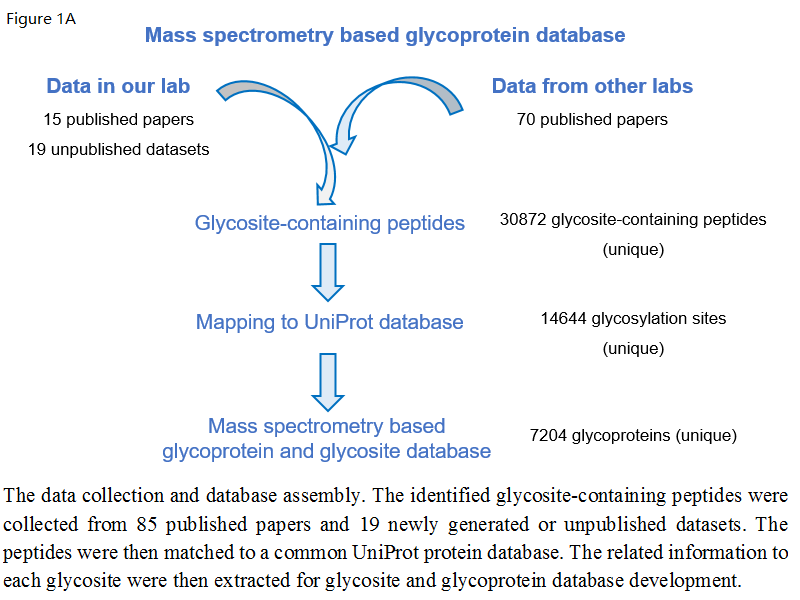 Figure 1A
Mass spectrometry based glycoprotein database
Data in our lab
15 published papers
19 unpublished datasets
Data from other labs
70 published papers
Glycosite-containing peptides
30872 glycosite-containing peptides
(unique)
Mapping to UniProt database
14644 glycosylation sites
(unique)
Mass spectrometry based
glycoprotein and glycosite database
7204 glycoproteins (unique)
The data collection and database assembly. The identified glycosite-containing peptides were
collected from 85 published papers and 19 newly generated or unpublished datasets. The
peptides were then matched to a common UniProt protein database. The related information to
each glycosite were then extracted for glycosite and glycoprotein database development.